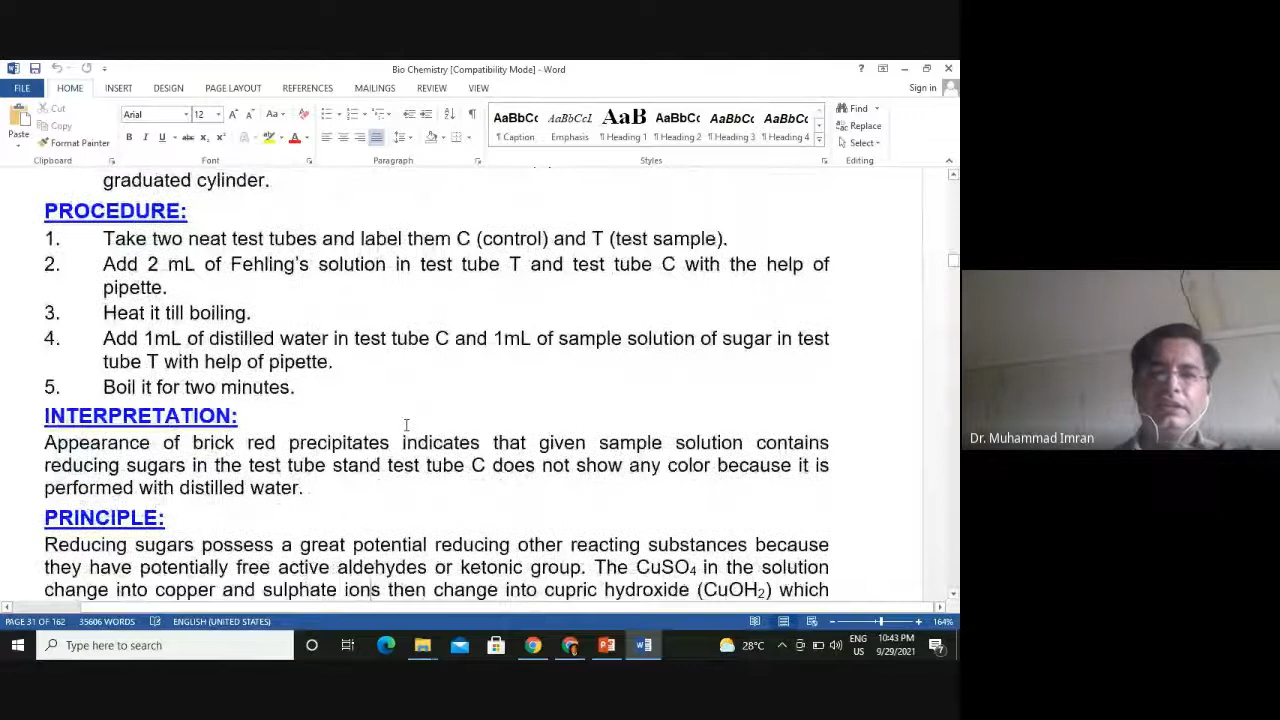 Bio Chemistry [Compatibility Mode] - Word
FILE HOME INSERT DESIGN PAGE LAYOUT REFERENCES MAILINGS REVIEW VIEW Sign in
Cut
Copy
Format Painter
Paste
Clipboard
Arial 12
Font
Paragraph
AaBbCc AaBbCcL AaB AaBbCc AaBbCc AaBbCc
¶ Caption Emphasis ¶ Heading 1 ¶ Heading 2 ¶ Heading 3 ¶ Heading 4
Styles
Find
Replace
Select
Editing
graduated cylinder.
PROCEDURE:
1. Take two neat test tubes and label them C (control) and T (test sample).
2. Add 2 mL of Fehling’s solution in test tube T and test tube C with the help of
pipette.
3. Heat it till boiling.
4. Add 1mL of distilled water in test tube C and 1mL of sample solution of sugar in test
tube T with help of pipette.
5. Boil it for two minutes.
INTERPRETATION:
Appearance of brick red precipitates indicates that given sample solution contains
reducing sugars in the test tube stand test tube C does not show any color because it is
performed with distilled water.
PRINCIPLE:
Reducing sugars possess a great potential reducing other reacting substances because
they have potentially free active aldehydes or ketonic group. The CuSO₄ in the solution
change into copper and sulphate ions then change into cupric hydroxide (CuOH₂) which
PAGE 31 OF 162 35606 WORDS ENGLISH (UNITED STATES) 164%
Type here to search
28°C
ENG
US
10:43 PM
9/29/2021
Dr. Muhammad Imran